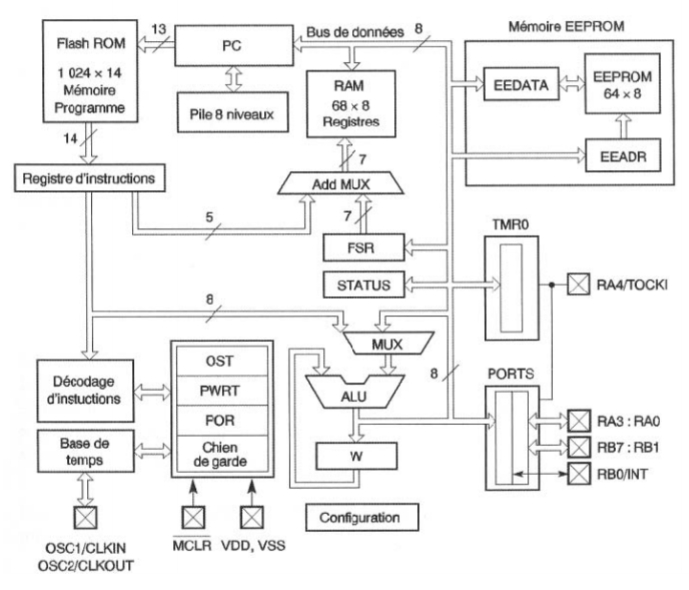 Flash ROM
1 024 × 14
Mémoire
Programme
13
PC
Bus de données
8
Mémoire EEPROM
Pile 8 niveaux
RAM
68 × 8
Registres
EEDATA
EEPROM
64 × 8
EEADR
14
7
Registre d'instructions
Add MUX
5
7
FSR
TMR0
STATUS
RA4/TOCKI
8
MUX
OST
PWRT
FOR
Chien
de garde
Décodage
d'instuctions
Base de
temps
ALU
8
PORTS
W
RA3 : RA0
RB7 : RB1
RB0/INT
Configuration
OSC1/CLKIN
OSC2/CLKOUT
MCLR
VDD, VSS